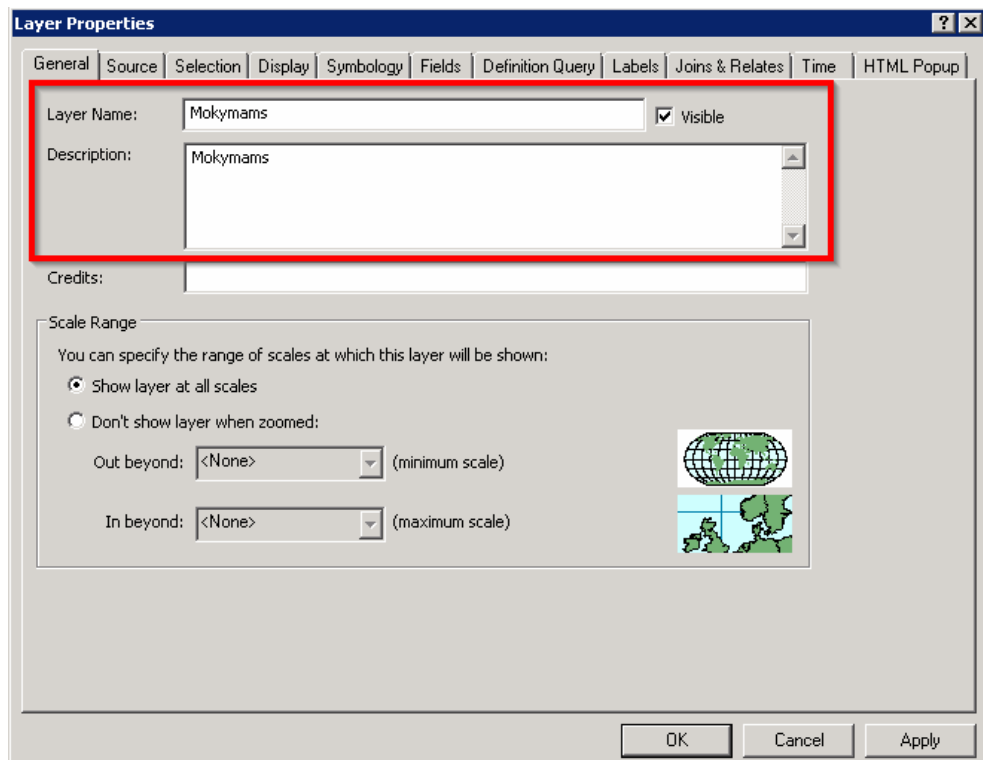 Layer Properties
General Source Selection Display Symbology Fields Definition Query Labels Joins & Relates Time HTML Popup
Layer Name: Mokymams Visible
Description: Mokymams
Credits:
Scale Range
You can specify the range of scales at which this layer will be shown:
Show layer at all scales
Don't show layer when zoomed:
Out beyond: <None> (minimum scale)
In beyond: <None> (maximum scale)
OK Cancel Apply